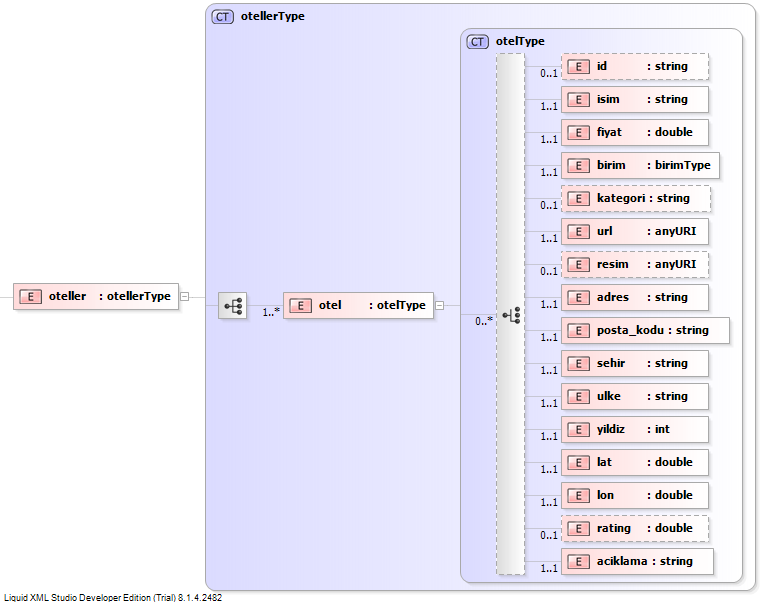 CT otellerType
CT otelType
0..1 E id : string
1..1 E isim : string
1..1 E fiyat : double
1..1 E birim : birimType
0..1 E kategori : string
1..1 E url : anyURI
0..1 E resim : anyURI
1..1 E adres : string
1..1 E posta_kodu : string
1..1 E sehir : string
1..1 E ulke : string
1..1 E yildiz : int
1..1 E lat : double
1..1 E lon : double
0..1 E rating : double
1..1 E aciklama : string
E oteller : otellerType
1..* E otel : otelType
0..*
Liquid XML Studio Developer Edition (Trial) 8.1.4.2482